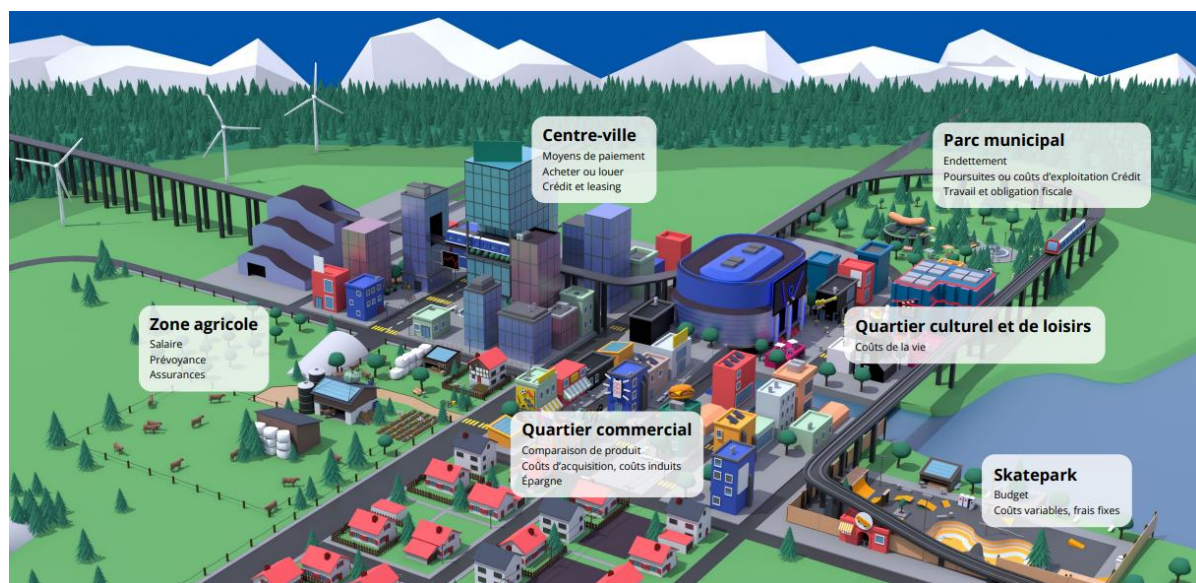 Centre-ville
Moyens de paiement
Acheter ou louer
Crédit et leasing
Parc municipal
Endettement
Poursuites ou coûts d'exploitation Crédit
Travail et obligation fiscale
Zone agricole
Salaire
Prévoyance
Assurances
Quartier culturel et de loisirs
Coûts de la vie
Quartier commercial
Comparaison de produit
Coûts d'acquisition, coûts induits
Épargne
Skatepark
Budget
Coûts variables, frais fixes